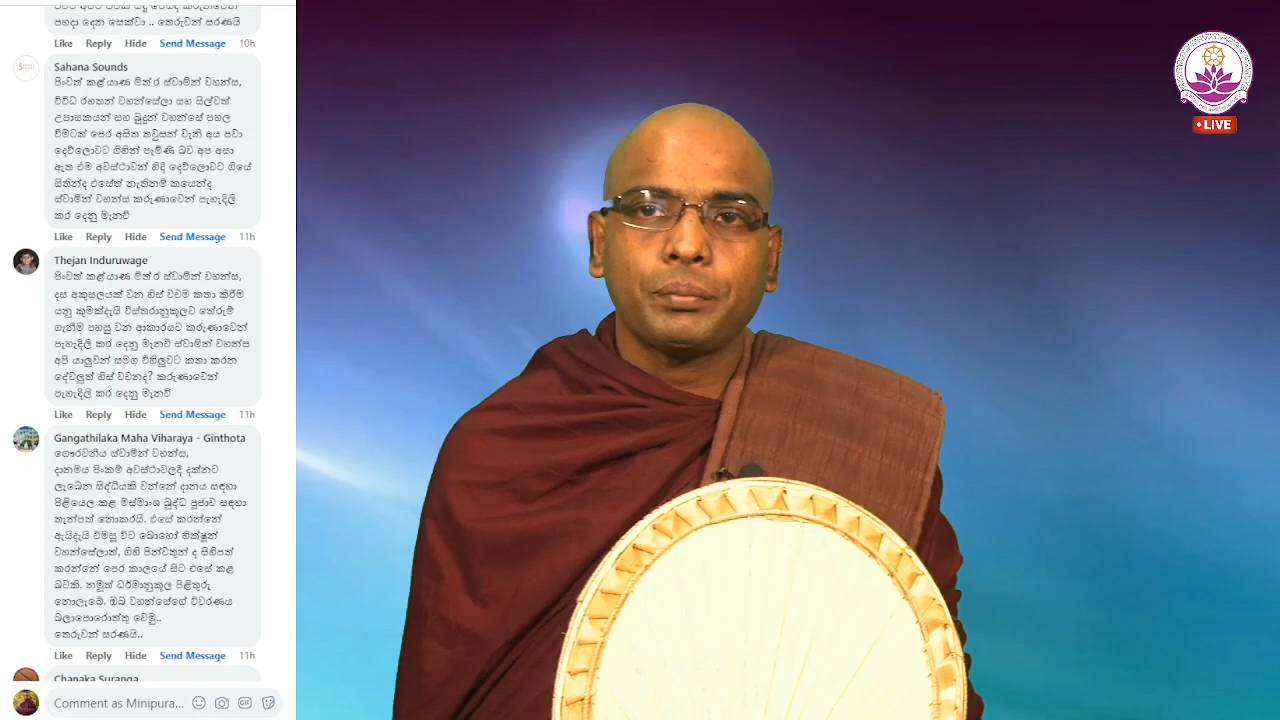 පහදා දෙන සෙක්වා .. තෙරුවන් සරණයි
Like Reply Hide Send Message 10h
Sahana Sounds
පිංවත් කළ්‍යාණ මිත්‍ර ස්වාමින් වහන්ස,
විවිධ රහතන් වහන්සේලා සහ සිල්වත්
උපාසකයන් සහ බුදුන් වහන්සේ පහල
වීමටත් පෙර අසිත තවුසන් වැනි අය පවා
දෙව්ලොවට ගිහින් පැමිණි බව අප අසා
ඇත එම අවස්ථාවන් හිදි දෙව්ලොවට ගියේ
සිතින්ද එසේත් නැතිනම් කයෙන්ද
ස්වාමින් වහන්ස කරුණාවෙන් පැහැදිලි
කර දෙනු මැනවි
Like Reply Hide Send Message 11h
Thejan Induruwage
පිංවත් කළ්‍යාණ මිත්‍ර ස්වාමින් වහන්ස,
දස අකුසලයක් වන හිස් වචම කතා කිරීම
යනු කුමක්දැයි විස්තරානුකූලව තේරුම්
ගැනීම පහසු වන ආකාරයට කරුණාවෙන්
පැහැදිලි කර දෙනු මැනවි ස්වාමින් වහන්ස
අපි යාලුවන් සමග විහිලුවට කතා කරන
දේවලුත් හිස් වචනද? කරුණාවෙන්
පැහැදිලි කර දෙනු මැනවි
Like Reply Hide Send Message 11h
Gangathilaka Maha Viharaya - Ginthota
ගෞරවනීය ස්වාමින් වහන්ස,
දානමය පිංකම් අවස්ථාවලදී දක්නට
ලැබෙන සිද්ධියකි වන්නේ දානය සඳහා
පිළියෙල කළ මස්මාංශ බුද්ධ පූජාව සඳහා
තැන්පත් නොකරයි. එසේ කරන්නේ
ඇයිදැයි විමසූ විට බොහෝ භික්ෂූන්
වහන්සේලාත්, ගිහි පින්වතුන් ද සිහිපත්
කරන්නේ පෙර කාලයේ සිට එසේ කළ
බවකි. නමුත් ධර්මානුකූල පිළිතුරු
නොලැබේ. ඔබ වහන්සේගේ විවරණය
බලාපොරොත්තු වෙමු..
තෙරුවන් සරණයි..
Like Reply Hide Send Message 11h
Chanaka Suranga
Comment as Minipura...
LIVE